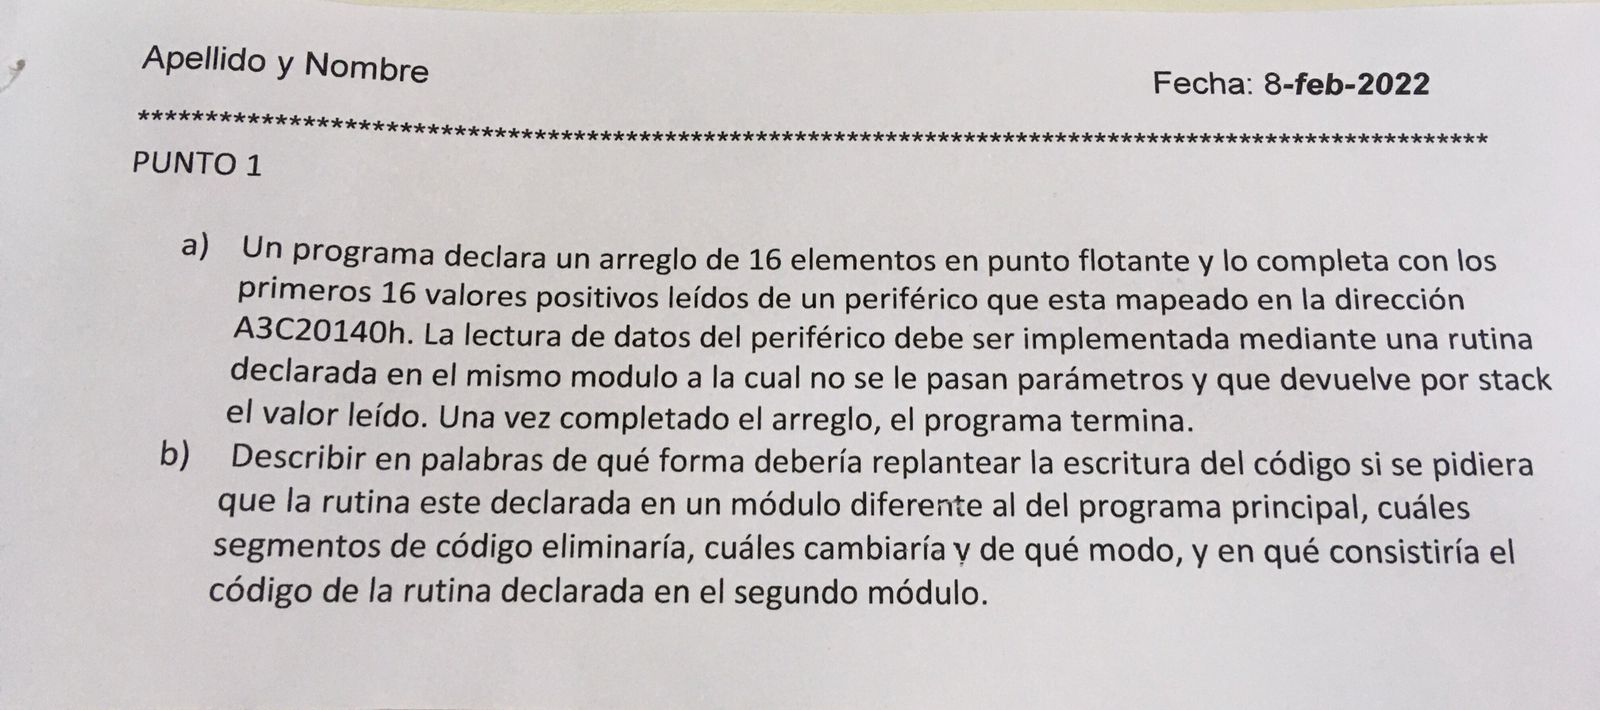 Apellido y Nombre
Fecha: 8-feb-2022
****************************************************************************************************
PUNTO 1
a) Un programa declara un arreglo de 16 elementos en punto flotante y lo completa con los
primeros 16 valores positivos leídos de un periférico que esta mapeado en la dirección
A3C20140h. La lectura de datos del periférico debe ser implementada mediante una rutina
declarada en el mismo modulo a la cual no se le pasan parámetros y que devuelve por stack
el valor leído. Una vez completado el arreglo, el programa termina.
b) Describir en palabras de qué forma debería replantear la escritura del código si se pidiera
que la rutina este declarada en un módulo diferente al del programa principal, cuáles
segmentos de código eliminaría, cuáles cambiaría y de qué modo, y en qué consistiría el
código de la rutina declarada en el segundo módulo.